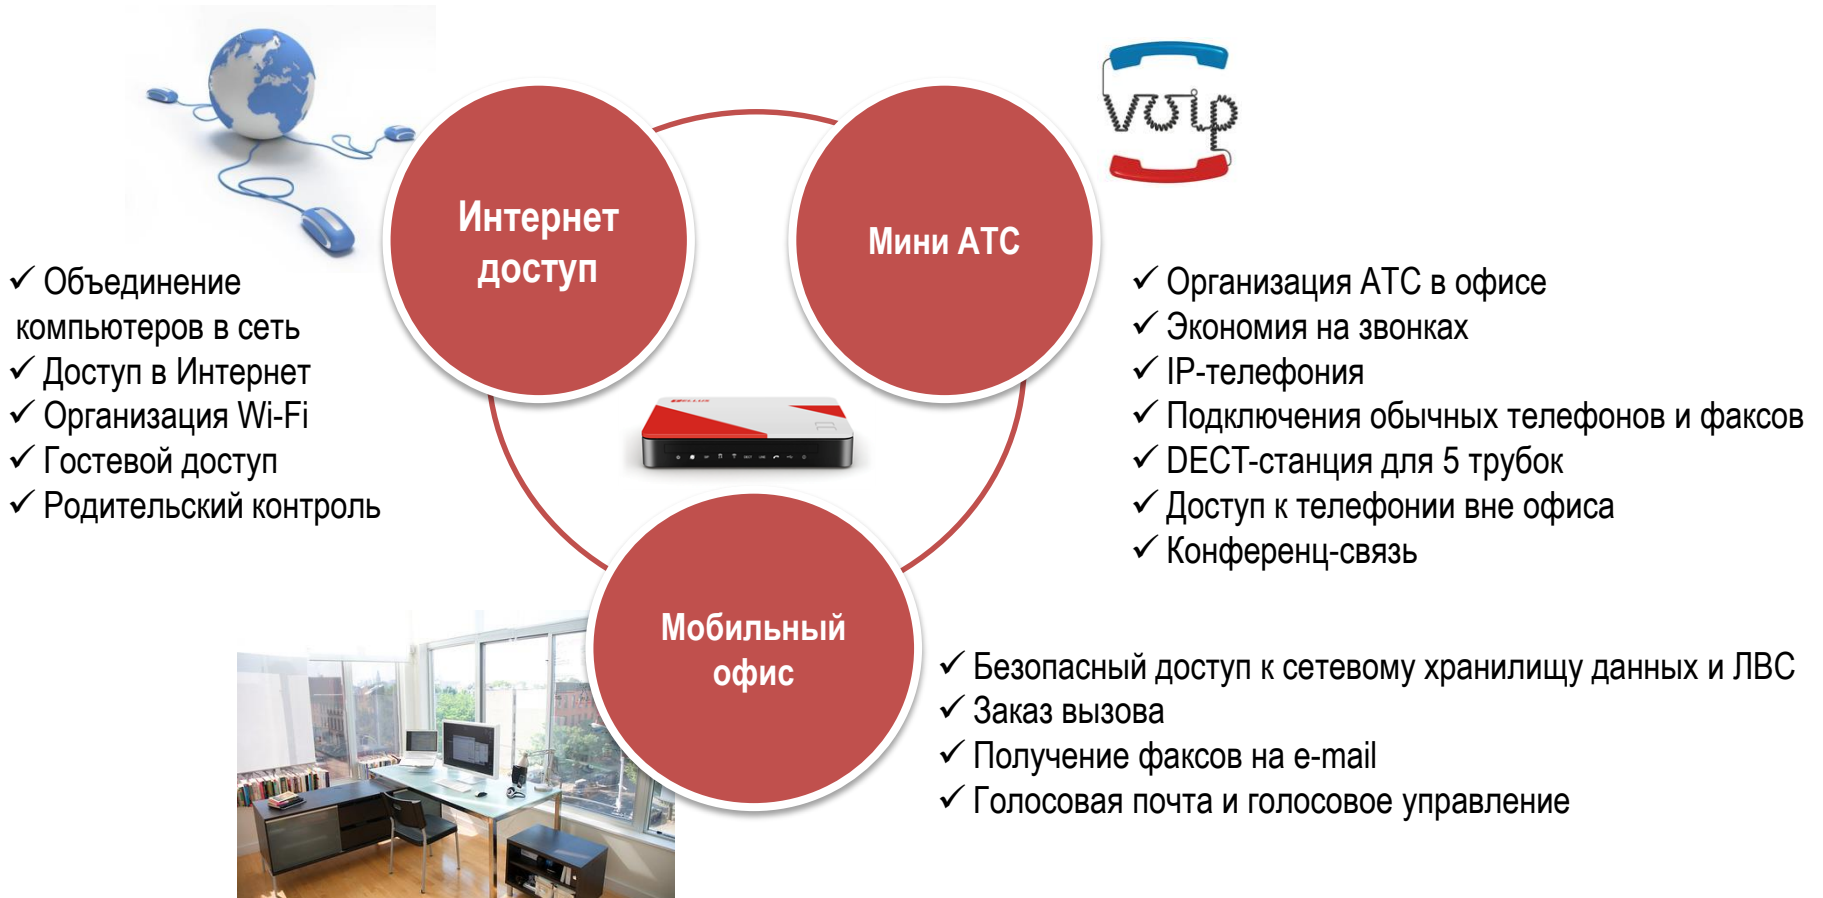 voip
Интернет
доступ
Мини АТС
✓ Объединение
компьютеров в сеть
✓ Доступ в Интернет
✓ Организация Wi-Fi
✓ Гостевой доступ
✓ Родительский контроль
✓ Организация АТС в офисе
✓ Экономия на звонках
✓ IP-телефония
✓ Подключения обычных телефонов и факсов
✓ DECT-станция для 5 трубок
✓ Доступ к телефонии вне офиса
✓ Конференц-связь
Мобильный
офис
✓ Безопасный доступ к сетевому хранилищу данных и ЛВС
✓ Заказ вызова
✓ Получение факсов на e-mail
✓ Голосовая почта и голосовое управление